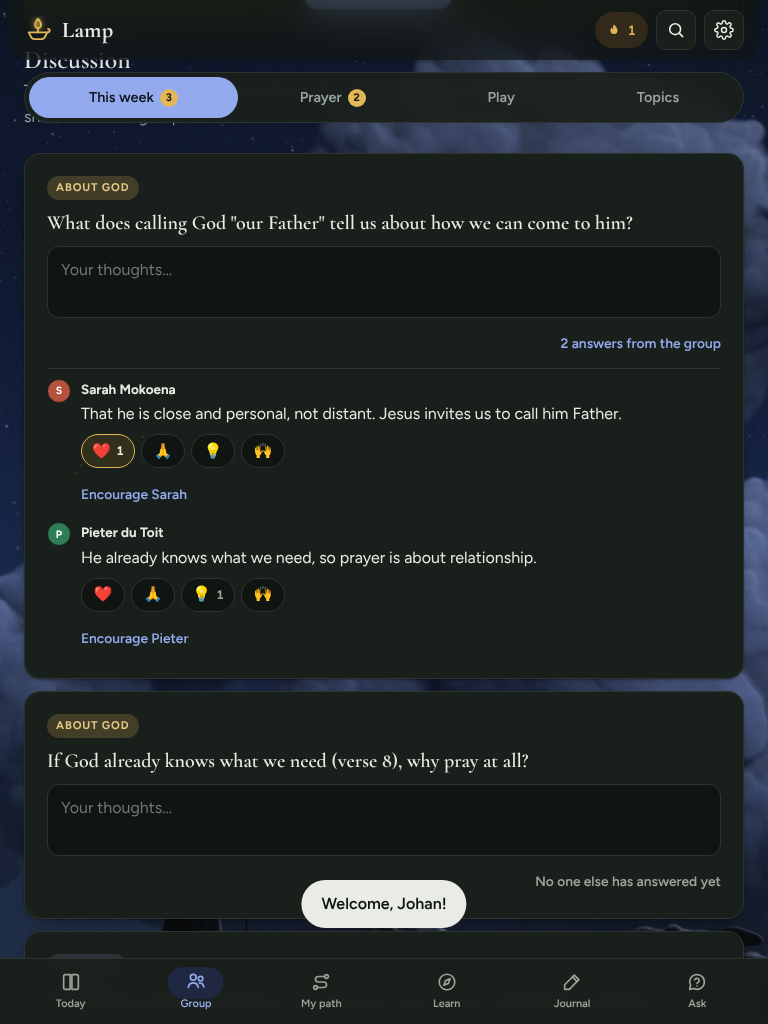 Lamp
1
Discussion
This week 3
Prayer 2
Play
Topics
ABOUT GOD
What does calling God "our Father" tell us about how we can come to him?
Your thoughts...
2 answers from the group
S
Sarah Mokoena
That he is close and personal, not distant. Jesus invites us to call him Father.
1
Encourage Sarah
P
Pieter du Toit
He already knows what we need, so prayer is about relationship.
1
Encourage Pieter
ABOUT GOD
If God already knows what we need (verse 8), why pray at all?
Your thoughts...
No one else has answered yet
Welcome, Johan!
Today
Group
My path
Learn
Journal
Ask